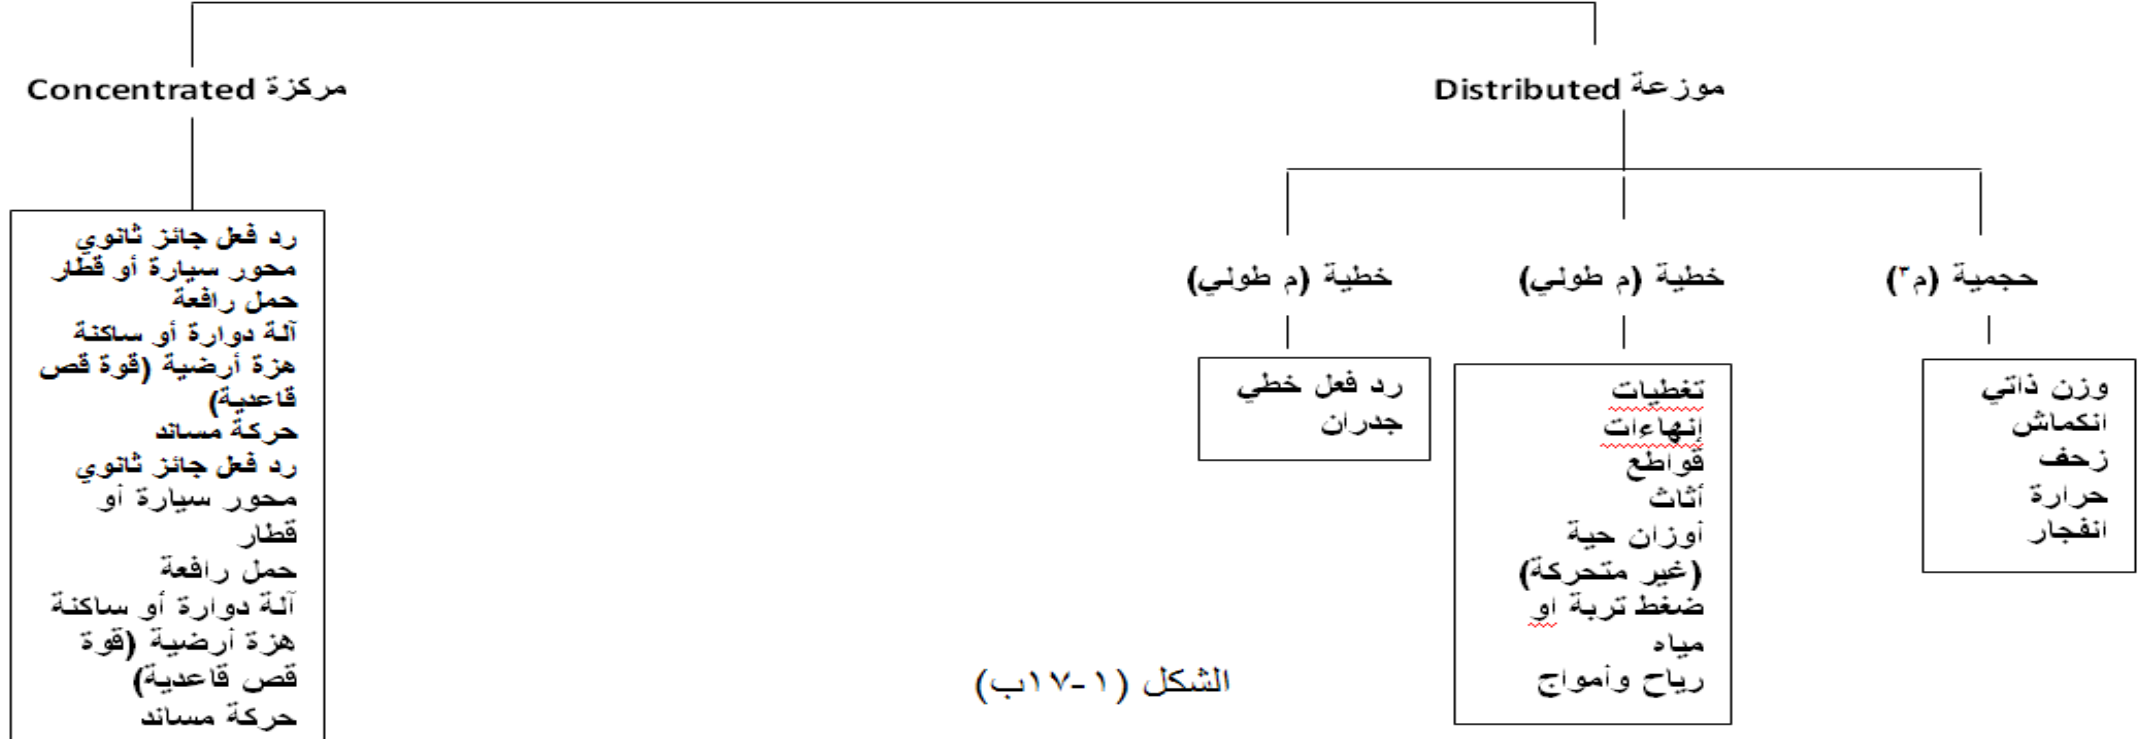 موزعة Distributed
مركزة Concentrated
حجمية (م٣)
خطية (م طولي)
خطية (م طولي)
وزن ذاتي
انكماش
زحف
حرارة
انفجار
تغطيات
إنهاءات
قواطع
أثاث
أوزان حية
(غير متحركة)
ضغط تربة او
مياه
رياح وأمواج
رد فعل خطي
جدران
رد فعل جائز ثانوي
محور سيارة أو قطار
حمل رافعة
آلة دوارة أو ساكنة
هزة أرضية (قوة قص
قاعدية)
حركة مساند
رد فعل جائز ثانوي
محور سيارة أو
قطار
حمل رافعة
آلة دوارة أو ساكنة
هزة أرضية (قوة
قص قاعدية)
حركة مساند
الشكل (١-١٧ب)